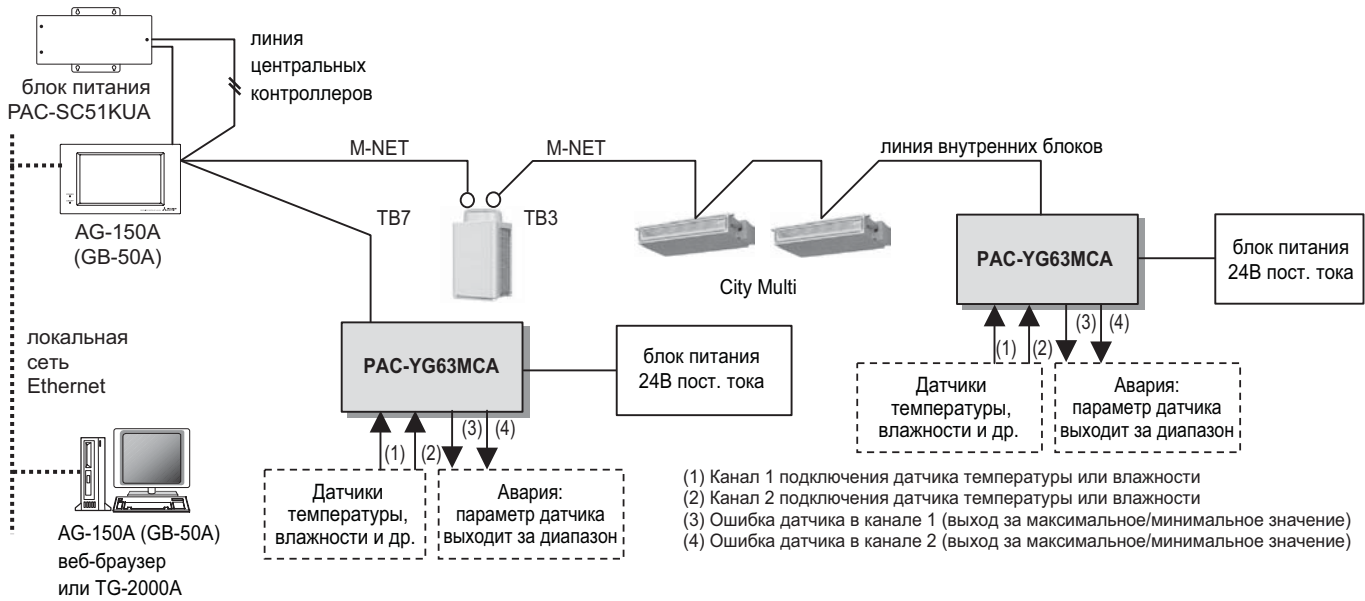 линия
центральных
контроллеров
блок питания
PAC-SC51KUA
M-NET
M-NET
линия внутренних блоков
TB7
TB3
AG-150A
(GB-50A)
City Multi
PAC-YG63MCA
блок питания
24В пост. тока
(1)
(2)
(3)
(4)
Датчики
температуры,
влажности и др.
Авария:
параметр датчика
выходит за диапазон
локальная
сеть
Ethernet
PAC-YG63MCA
блок питания
24В пост. тока
(1)
(2)
(3)
(4)
Датчики
температуры,
влажности и др.
Авария:
параметр датчика
выходит за диапазон
AG-150A (GB-50A)
веб-браузер
или TG-2000A
(1) Канал 1 подключения датчика температуры или влажности
(2) Канал 2 подключения датчика температуры или влажности
(3) Ошибка датчика в канале 1 (выход за максимальное/минимальное значение)
(4) Ошибка датчика в канале 2 (выход за максимальное/минимальное значение)